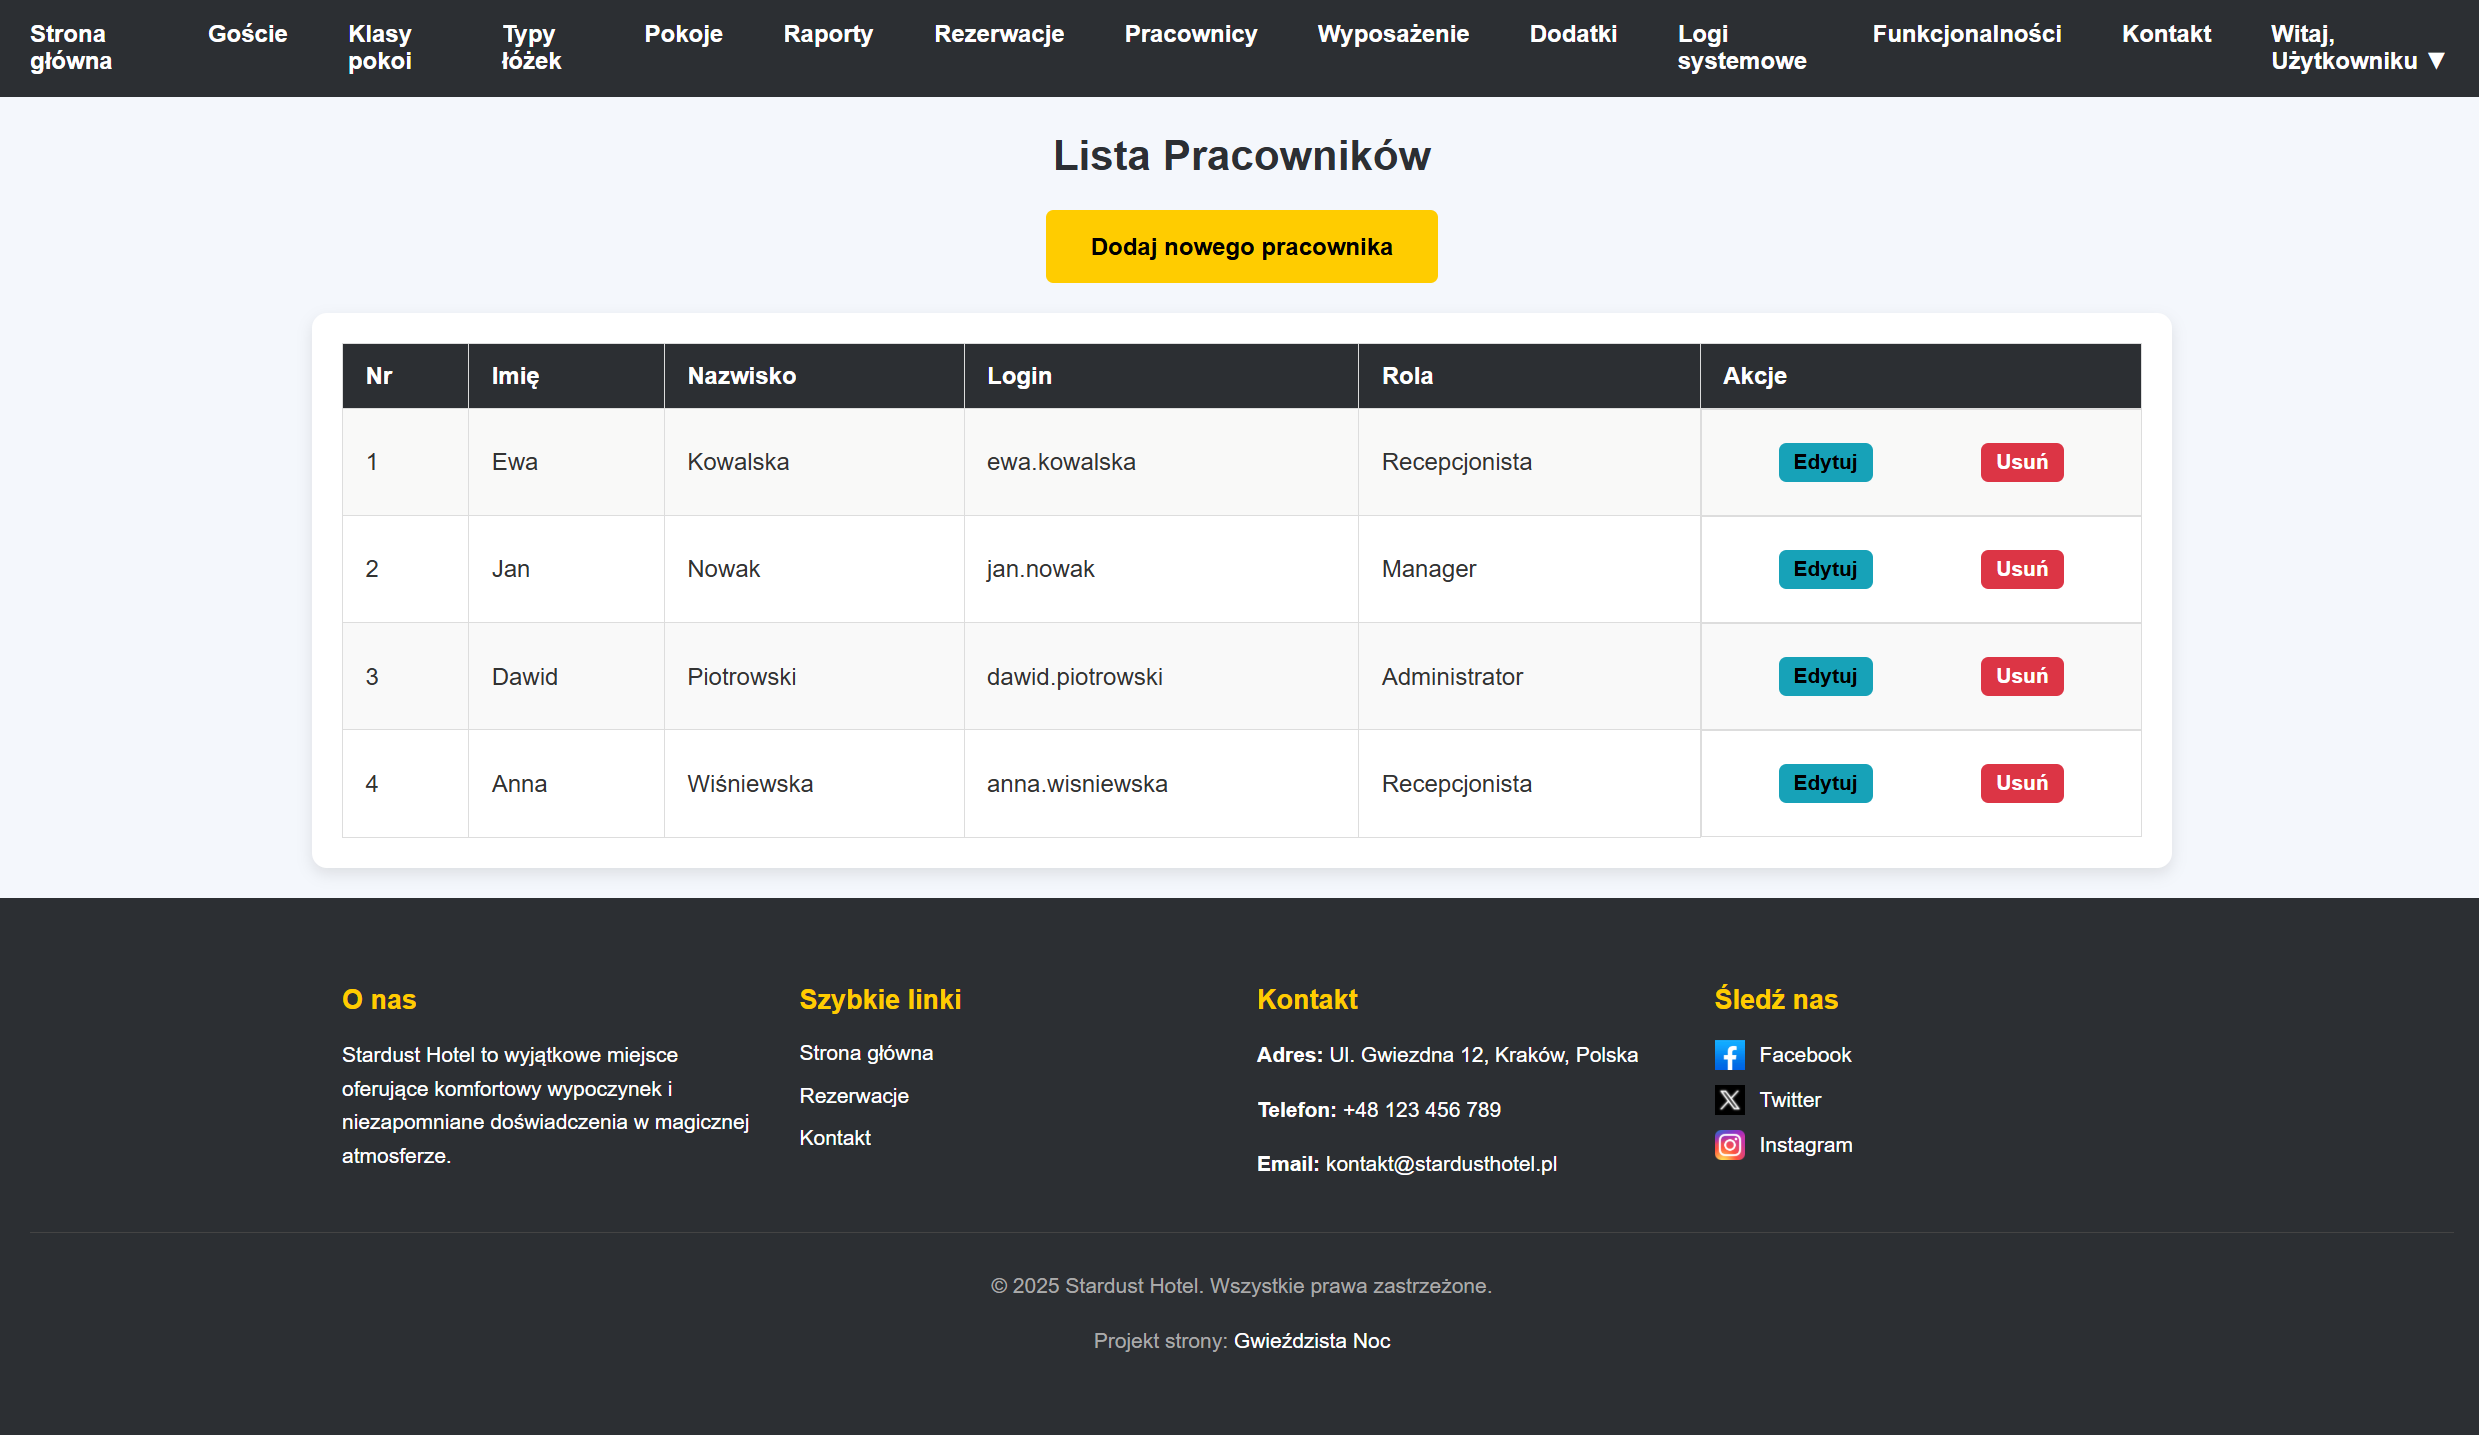 Strona główna
Goście
Klasy pokoi
Typy łóżek
Pokoje
Raporty
Rezerwacje
Pracownicy
Wyposażenie
Dodatki
Logi systemowe
Funkcjonalności
Kontakt
Witaj, Użytkowniku ▼
Lista Pracowników
Dodaj nowego pracownika
Nr Imię Nazwisko Login Rola Akcje
1 Ewa Kowalska ewa.kowalska Recepcjonista Edytuj Usuń
2 Jan Nowak jan.nowak Manager Edytuj Usuń
3 Dawid Piotrowski dawid.piotrowski Administrator Edytuj Usuń
4 Anna Wiśniewska anna.wisniewska Recepcjonista Edytuj Usuń
O nas
Stardust Hotel to wyjątkowe miejsce
oferujące komfortowy wypoczynek i
niezapomniane doświadczenia w magicznej
atmosferze.
Szybkie linki
Strona główna
Rezerwacje
Kontakt
Kontakt
Adres: Ul. Gwiezdna 12, Kraków, Polska
Telefon: +48 123 456 789
Email: kontakt@stardusthotel.pl
Śledź nas
Facebook
Twitter
Instagram
© 2025 Stardust Hotel. Wszystkie prawa zastrzeżone.
Projekt strony: Gwieździsta Noc